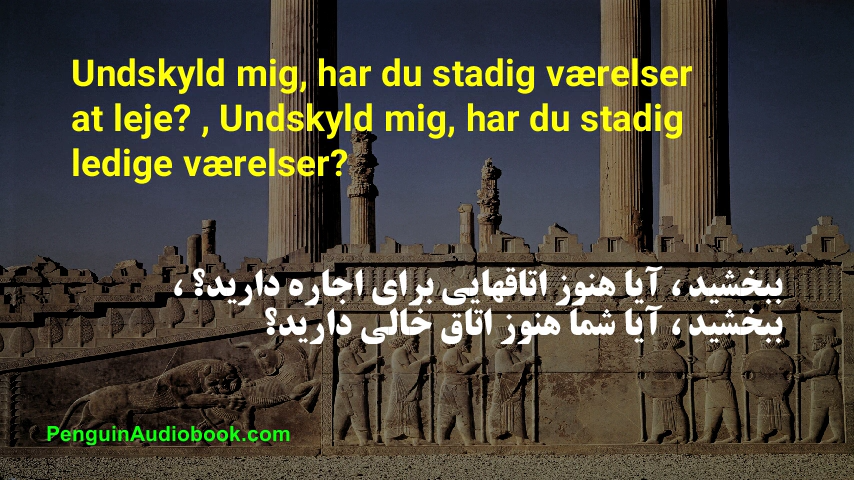 Undskyld mig, har du stadig værelser
at leje? , Undskyld mig, har du stadig
ledige værelser?
ببخشید ، آیا هنوز اتاقهایی برای اجاره دارید؟ ،
ببخشید ، آیا شما هنوز اتاق خالی دارید؟
PenguinAudiobook.com